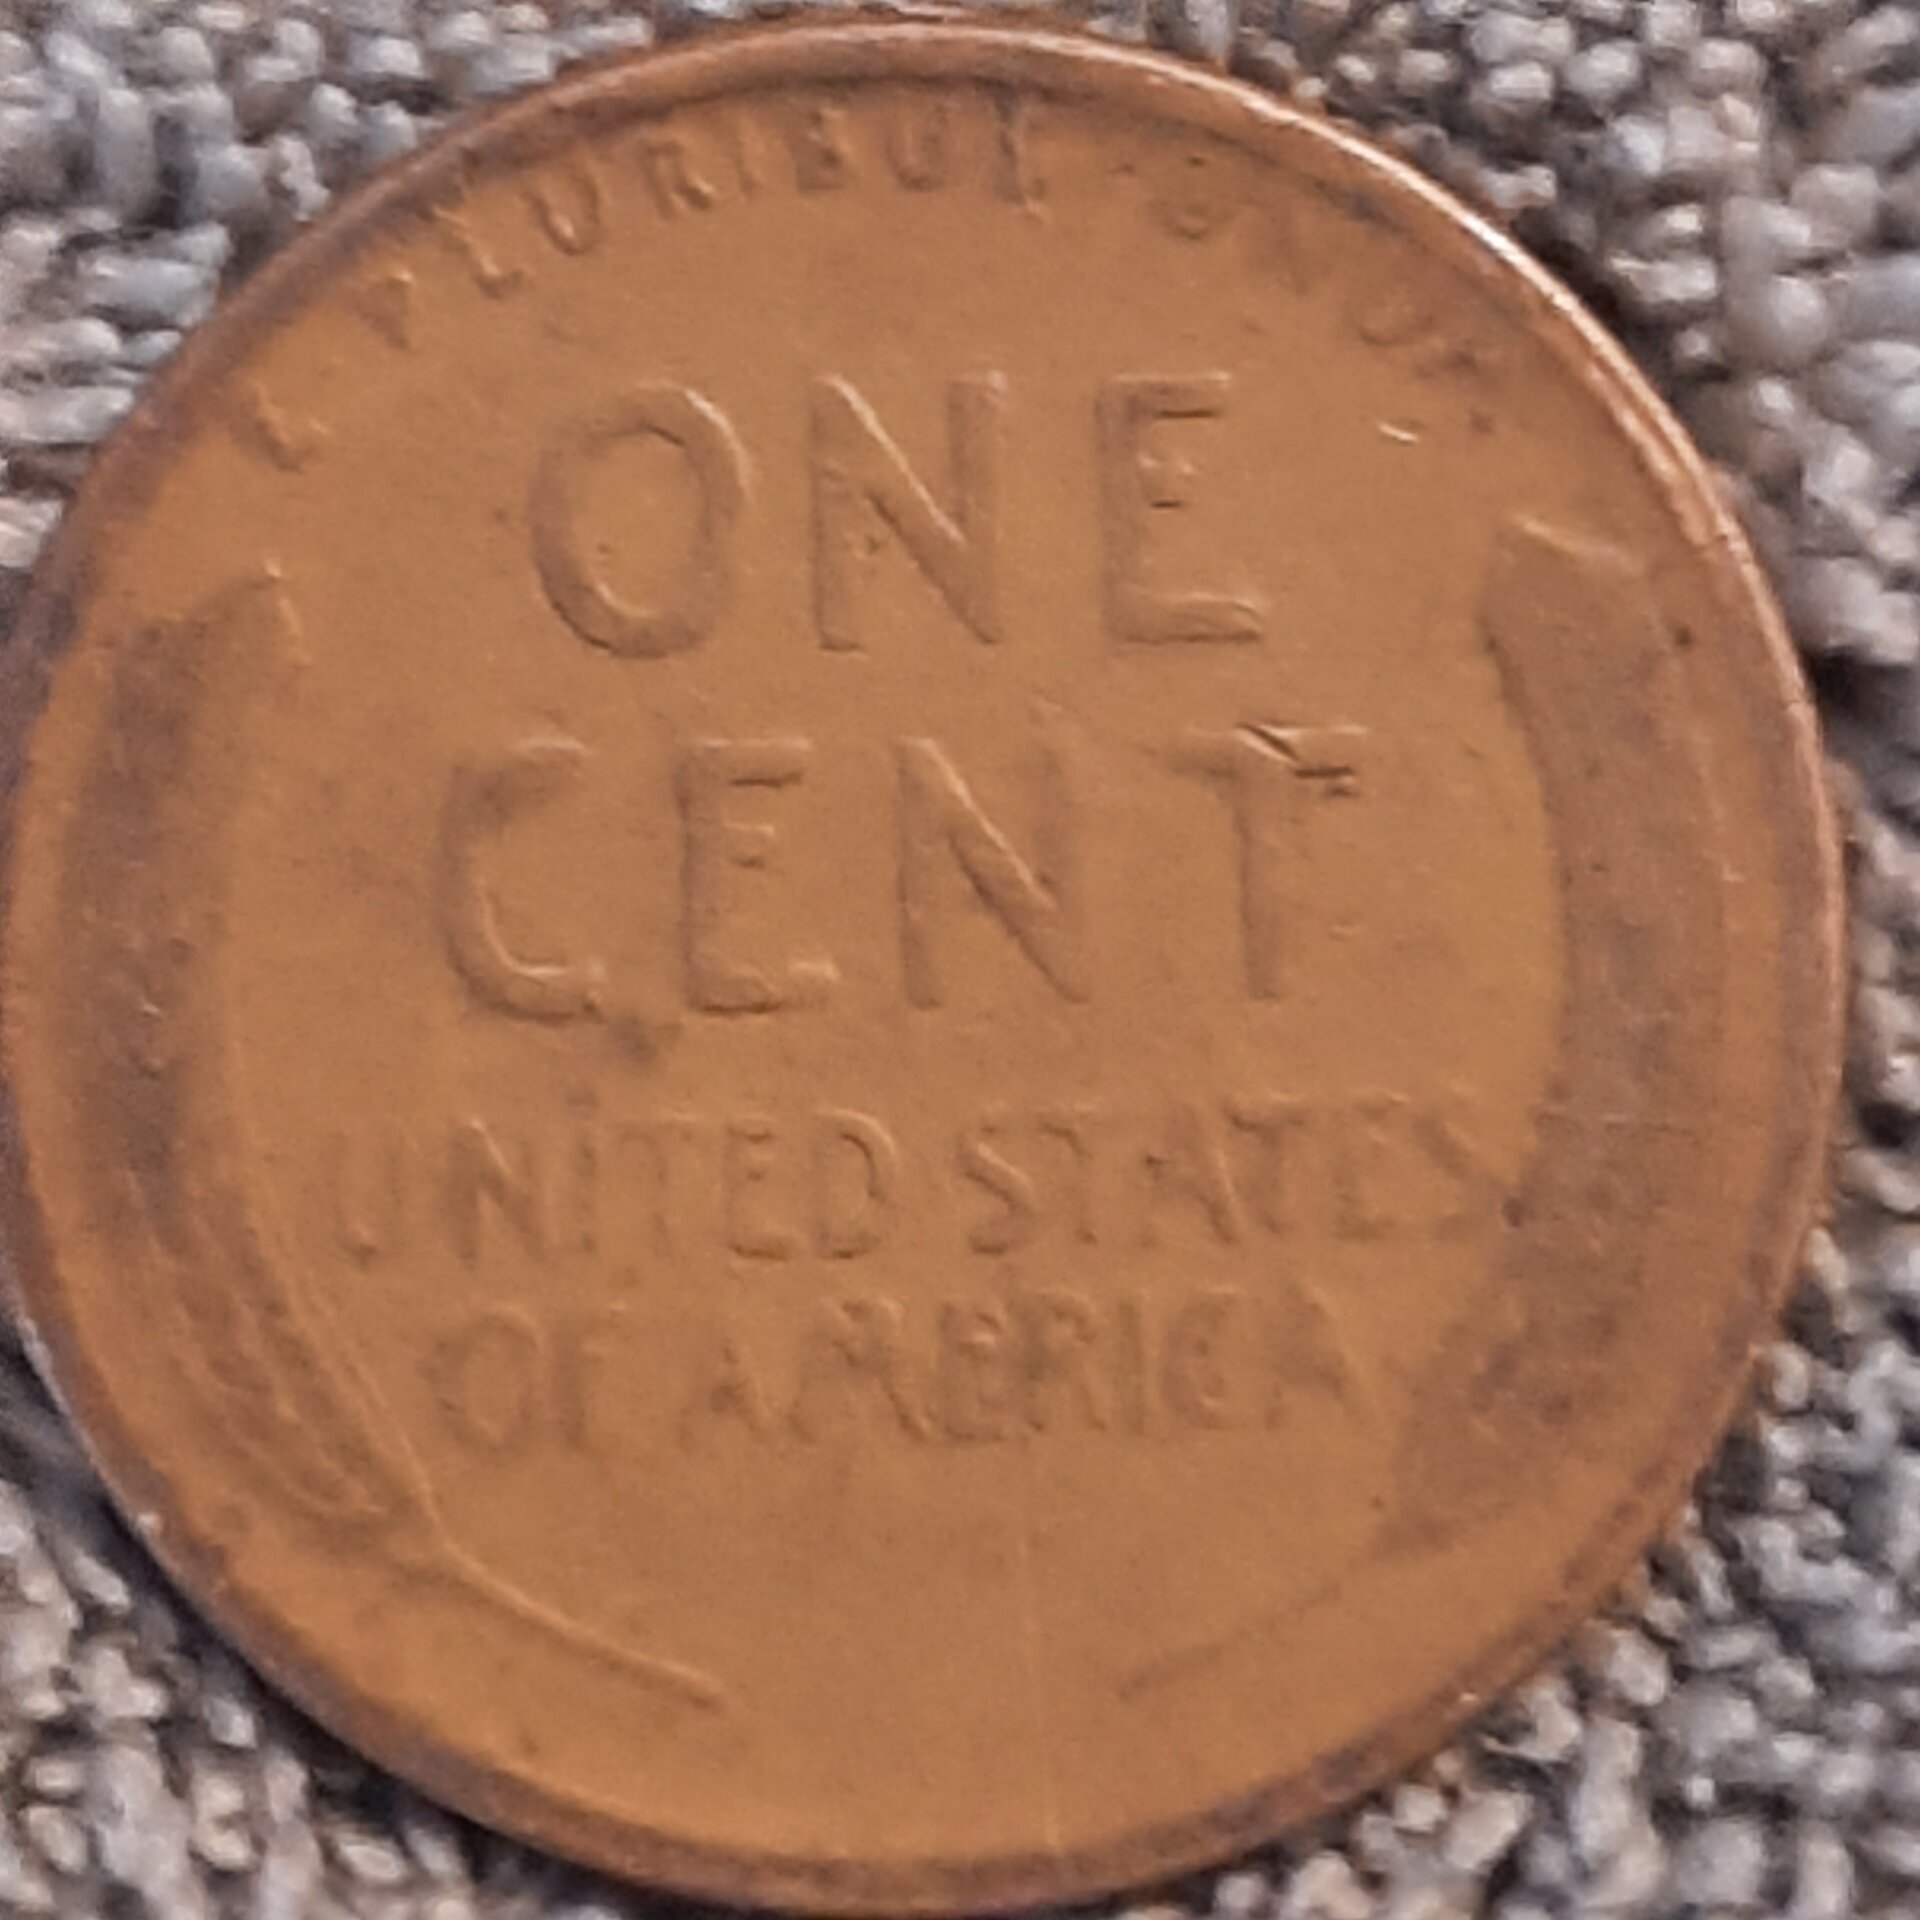 E · PLURIBUS · UNUM
ONE
CENT
UNITED STATES
OF AMERICA